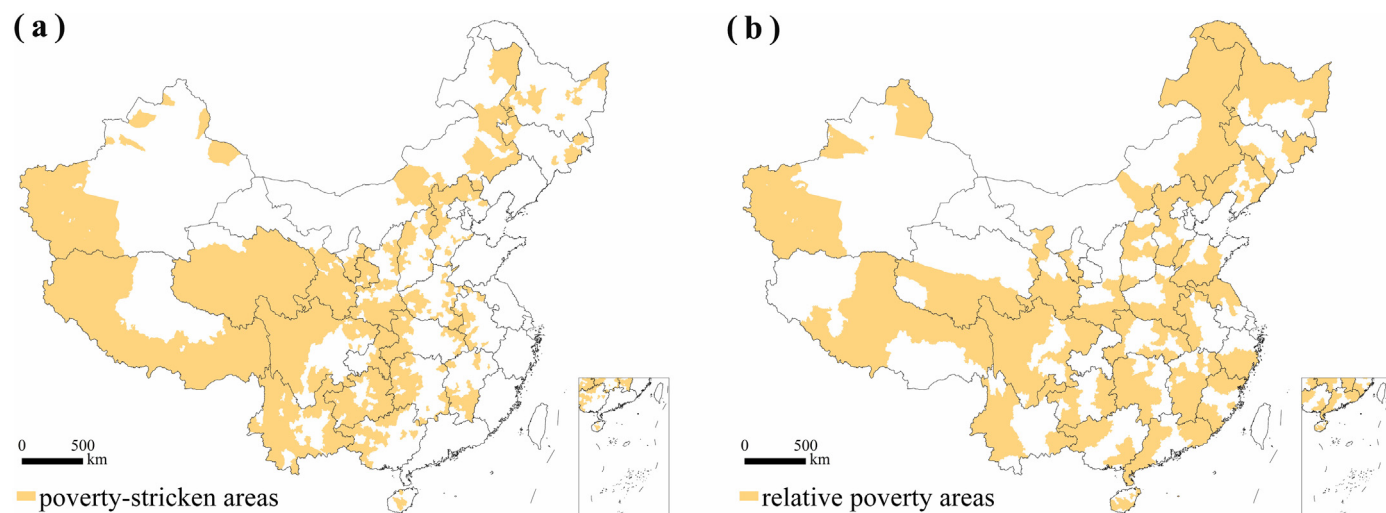 (a)
0 500
km
poverty-stricken areas
(b)
0 500
km
relative poverty areas